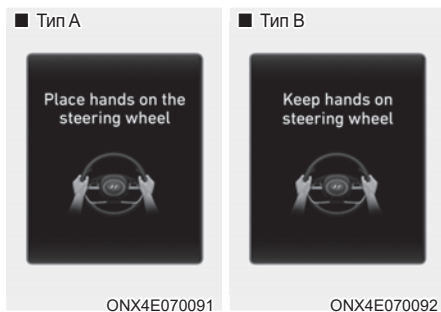 ■ Тип A
Place hands on the
steering wheel
ONX4E070091
■ Тип B
Keep hands on
steering wheel
ONX4E070092